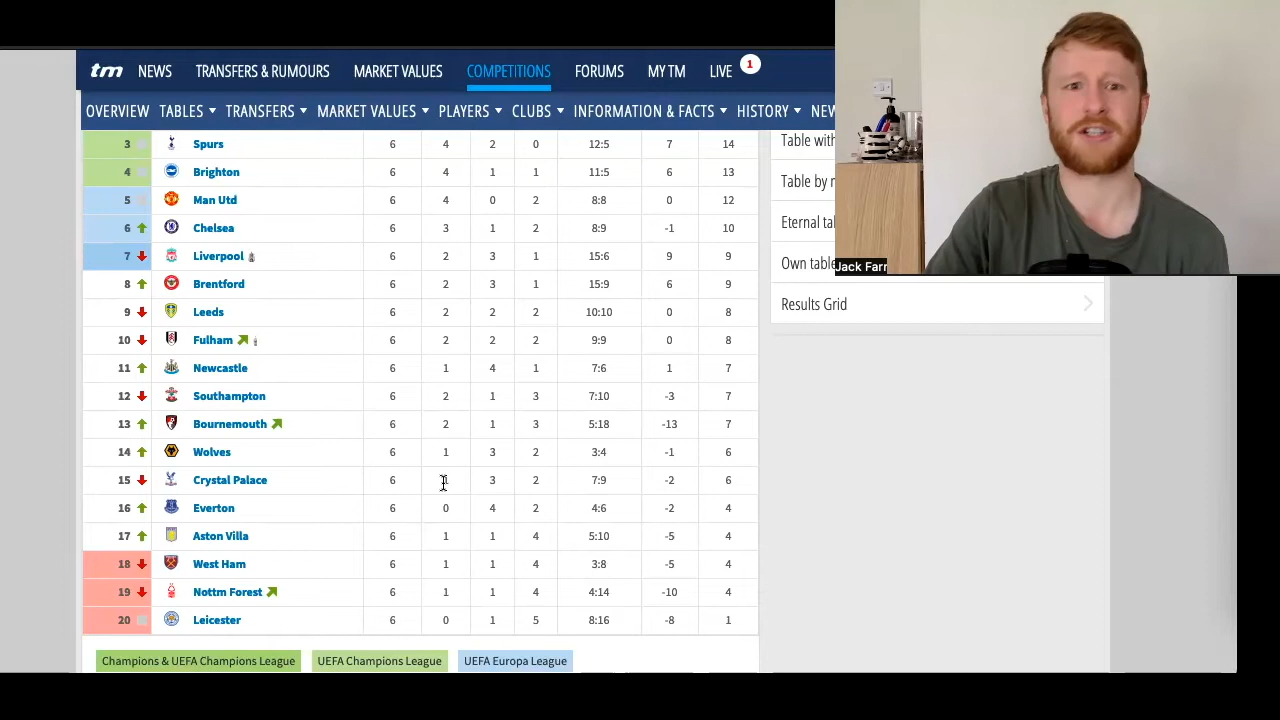 tm NEWS TRANSFERS & RUMOURS MARKET VALUES COMPETITIONS FORUMS MY TM LIVE 1
OVERVIEW TABLES TRANSFERS MARKET VALUES PLAYERS CLUBS INFORMATION & FACTS HISTORY NEW
3 Spurs 6 4 2 0 12:5 7 14
4 Brighton 6 4 1 1 11:5 6 13
5 Man Utd 6 4 0 2 8:8 0 12
6 Chelsea 6 3 1 2 8:9 -1 10
7 Liverpool 6 2 3 1 15:6 9 9
8 Brentford 6 2 3 1 15:9 6 9
9 Leeds 6 2 2 2 10:10 0 8
10 Fulham 6 2 2 2 9:9 0 8
11 Newcastle 6 1 4 1 7:6 1 7
12 Southampton 6 2 1 3 7:10 -3 7
13 Bournemouth 6 2 1 3 5:18 -13 7
14 Wolves 6 1 3 2 3:4 -1 6
15 Crystal Palace 6 3 2 7:9 -2 6
16 Everton 6 0 4 2 4:6 -2 4
17 Aston Villa 6 1 1 4 5:10 -5 4
18 West Ham 6 1 1 4 3:8 -5 4
19 Nottm Forest 6 1 1 4 4:14 -10 4
20 Leicester 6 0 1 5 8:16 -8 1
Champions & UEFA Champions League UEFA Champions League UEFA Europa League
Table with
Table by r
Eternal tab
Own table
Results Grid
Jack Farr